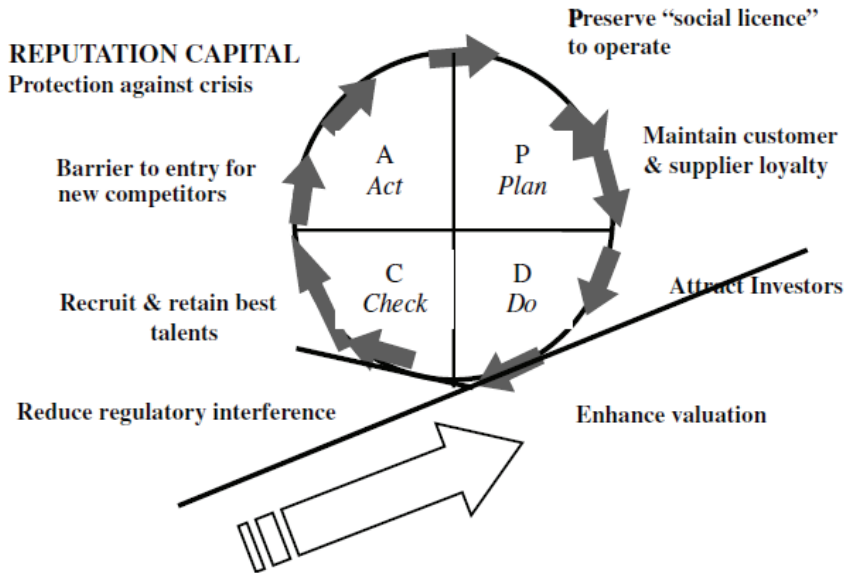 REPUTATION CAPITAL
Protection against crisis
Preserve “social licence”
to operate
Maintain customer
& supplier loyalty
Barrier to entry for
new competitors
A
Act
P
Plan
C
Check
D
Do
Attract Investors
Recruit & retain best
talents
Reduce regulatory interference
Enhance valuation